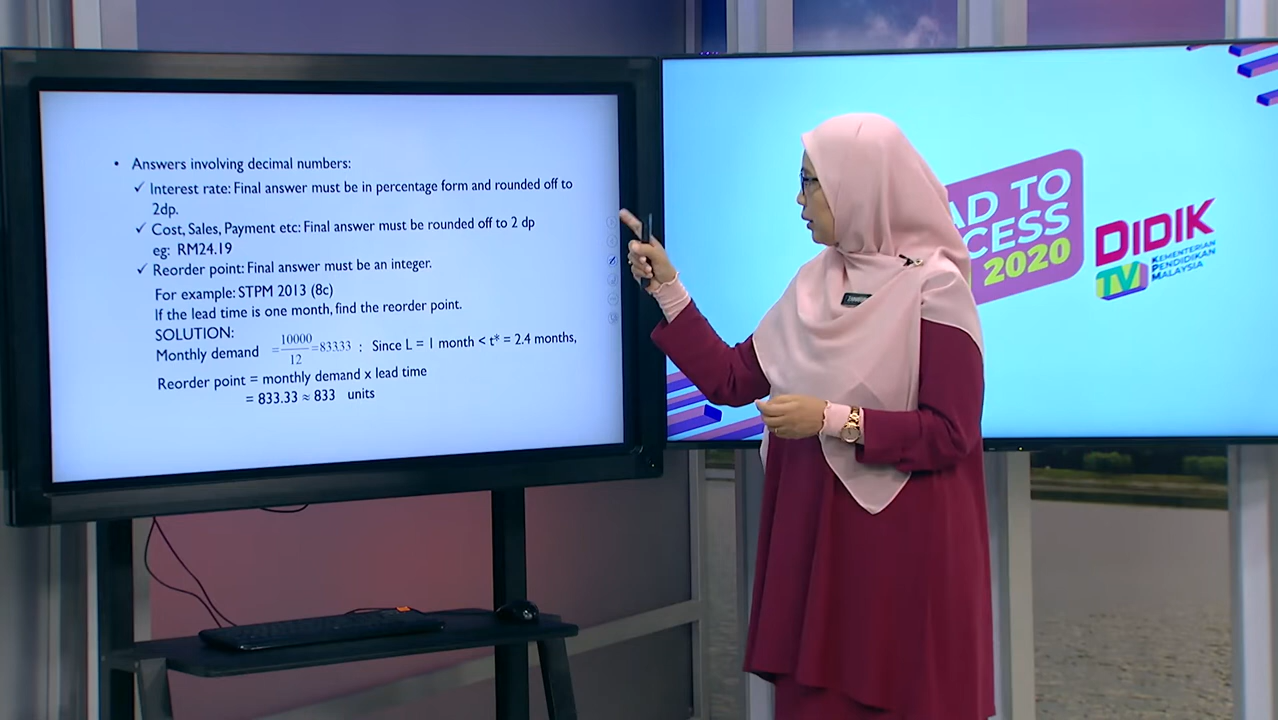 • Answers involving decimal numbers:
✓ Interest rate: Final answer must be in percentage form and rounded off to
2dp.
✓ Cost, Sales, Payment etc: Final answer must be rounded off to 2 dp
eg: RM24.19
✓ Reorder point: Final answer must be an integer.
For example: STPM 2013 (8c)
If the lead time is one month, find the reorder point.
SOLUTION:
Monthly demand = 10000/12 = 83333 ; Since L = 1 month < t* = 2.4 months,
Reorder point = monthly demand x lead time
= 833.33 ≈ 833 units
AD TO
CESS
2020
DIDIK
TV
KEMENTERIAN
PENDIDIKAN
MALAYSIA